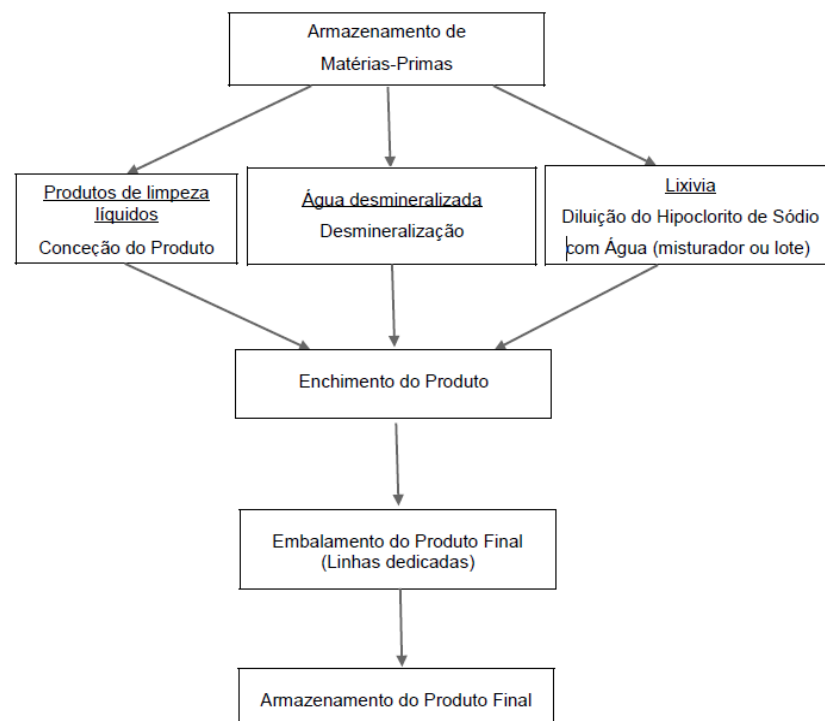 Armazenamento de
Matérias-Primas
Produtos de limpeza
líquidos
Conceção do Produto
Água desmineralizada
Desmineralização
Lixivia
Diluição do Hipoclorito de Sódio
com Água (misturador ou lote)
Enchimento do Produto
Embalamento do Produto Final
(Linhas dedicadas)
Armazenamento do Produto Final